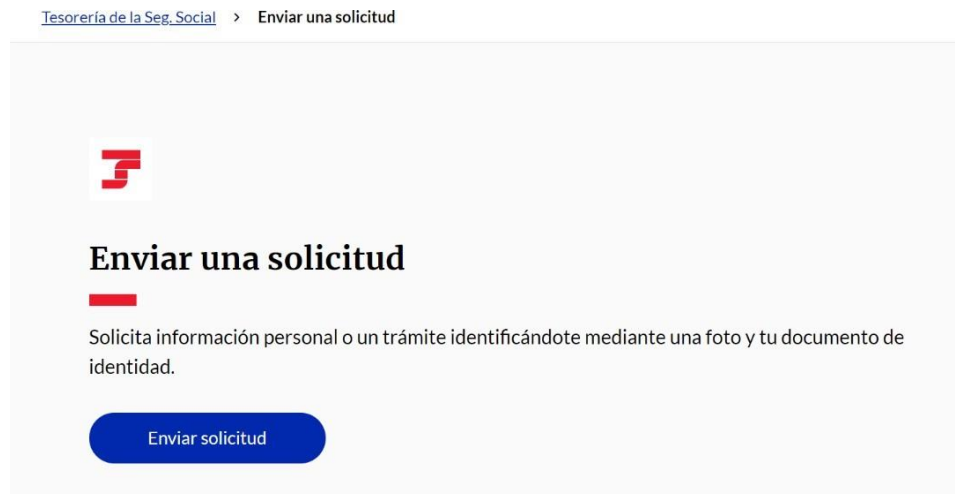 Tesorería de la Seg. Social > Enviar una solicitud
Enviar una solicitud
Solicita información personal o un trámite identificándote mediante una foto y tu documento de
identidad.
Enviar solicitud